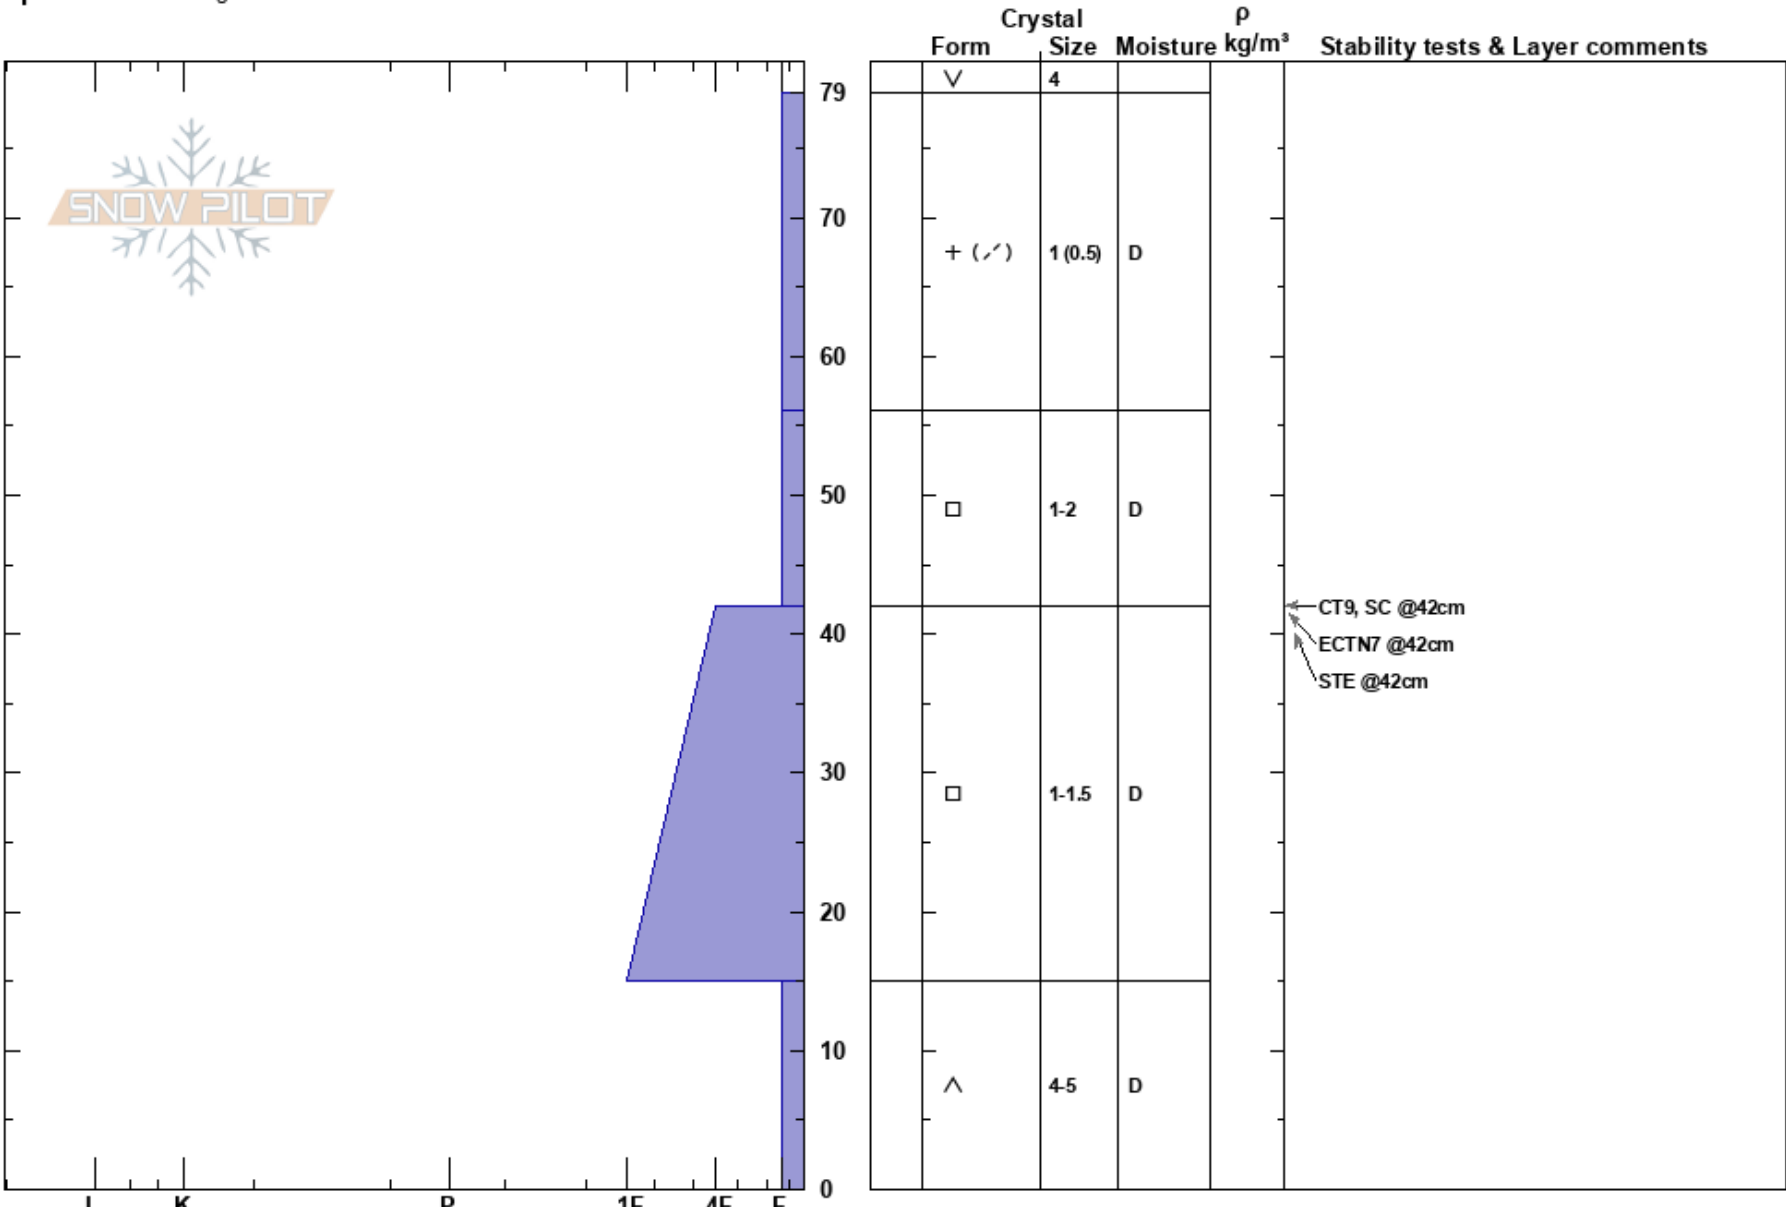 Crystal ρ
Form Size Moisture kg/m³ Stability tests & Layer comments
∨ 4
79
SNOW PILOT
70
+ (⟋) 1 (0.5) D
60
50
□ 1-2 D
CT9, SC @42cm
40
ECTN7 @42cm
STE @42cm
30
□ 1-1.5 D
20
10
∧ 4-5 D
0
I K P 1F 4F F